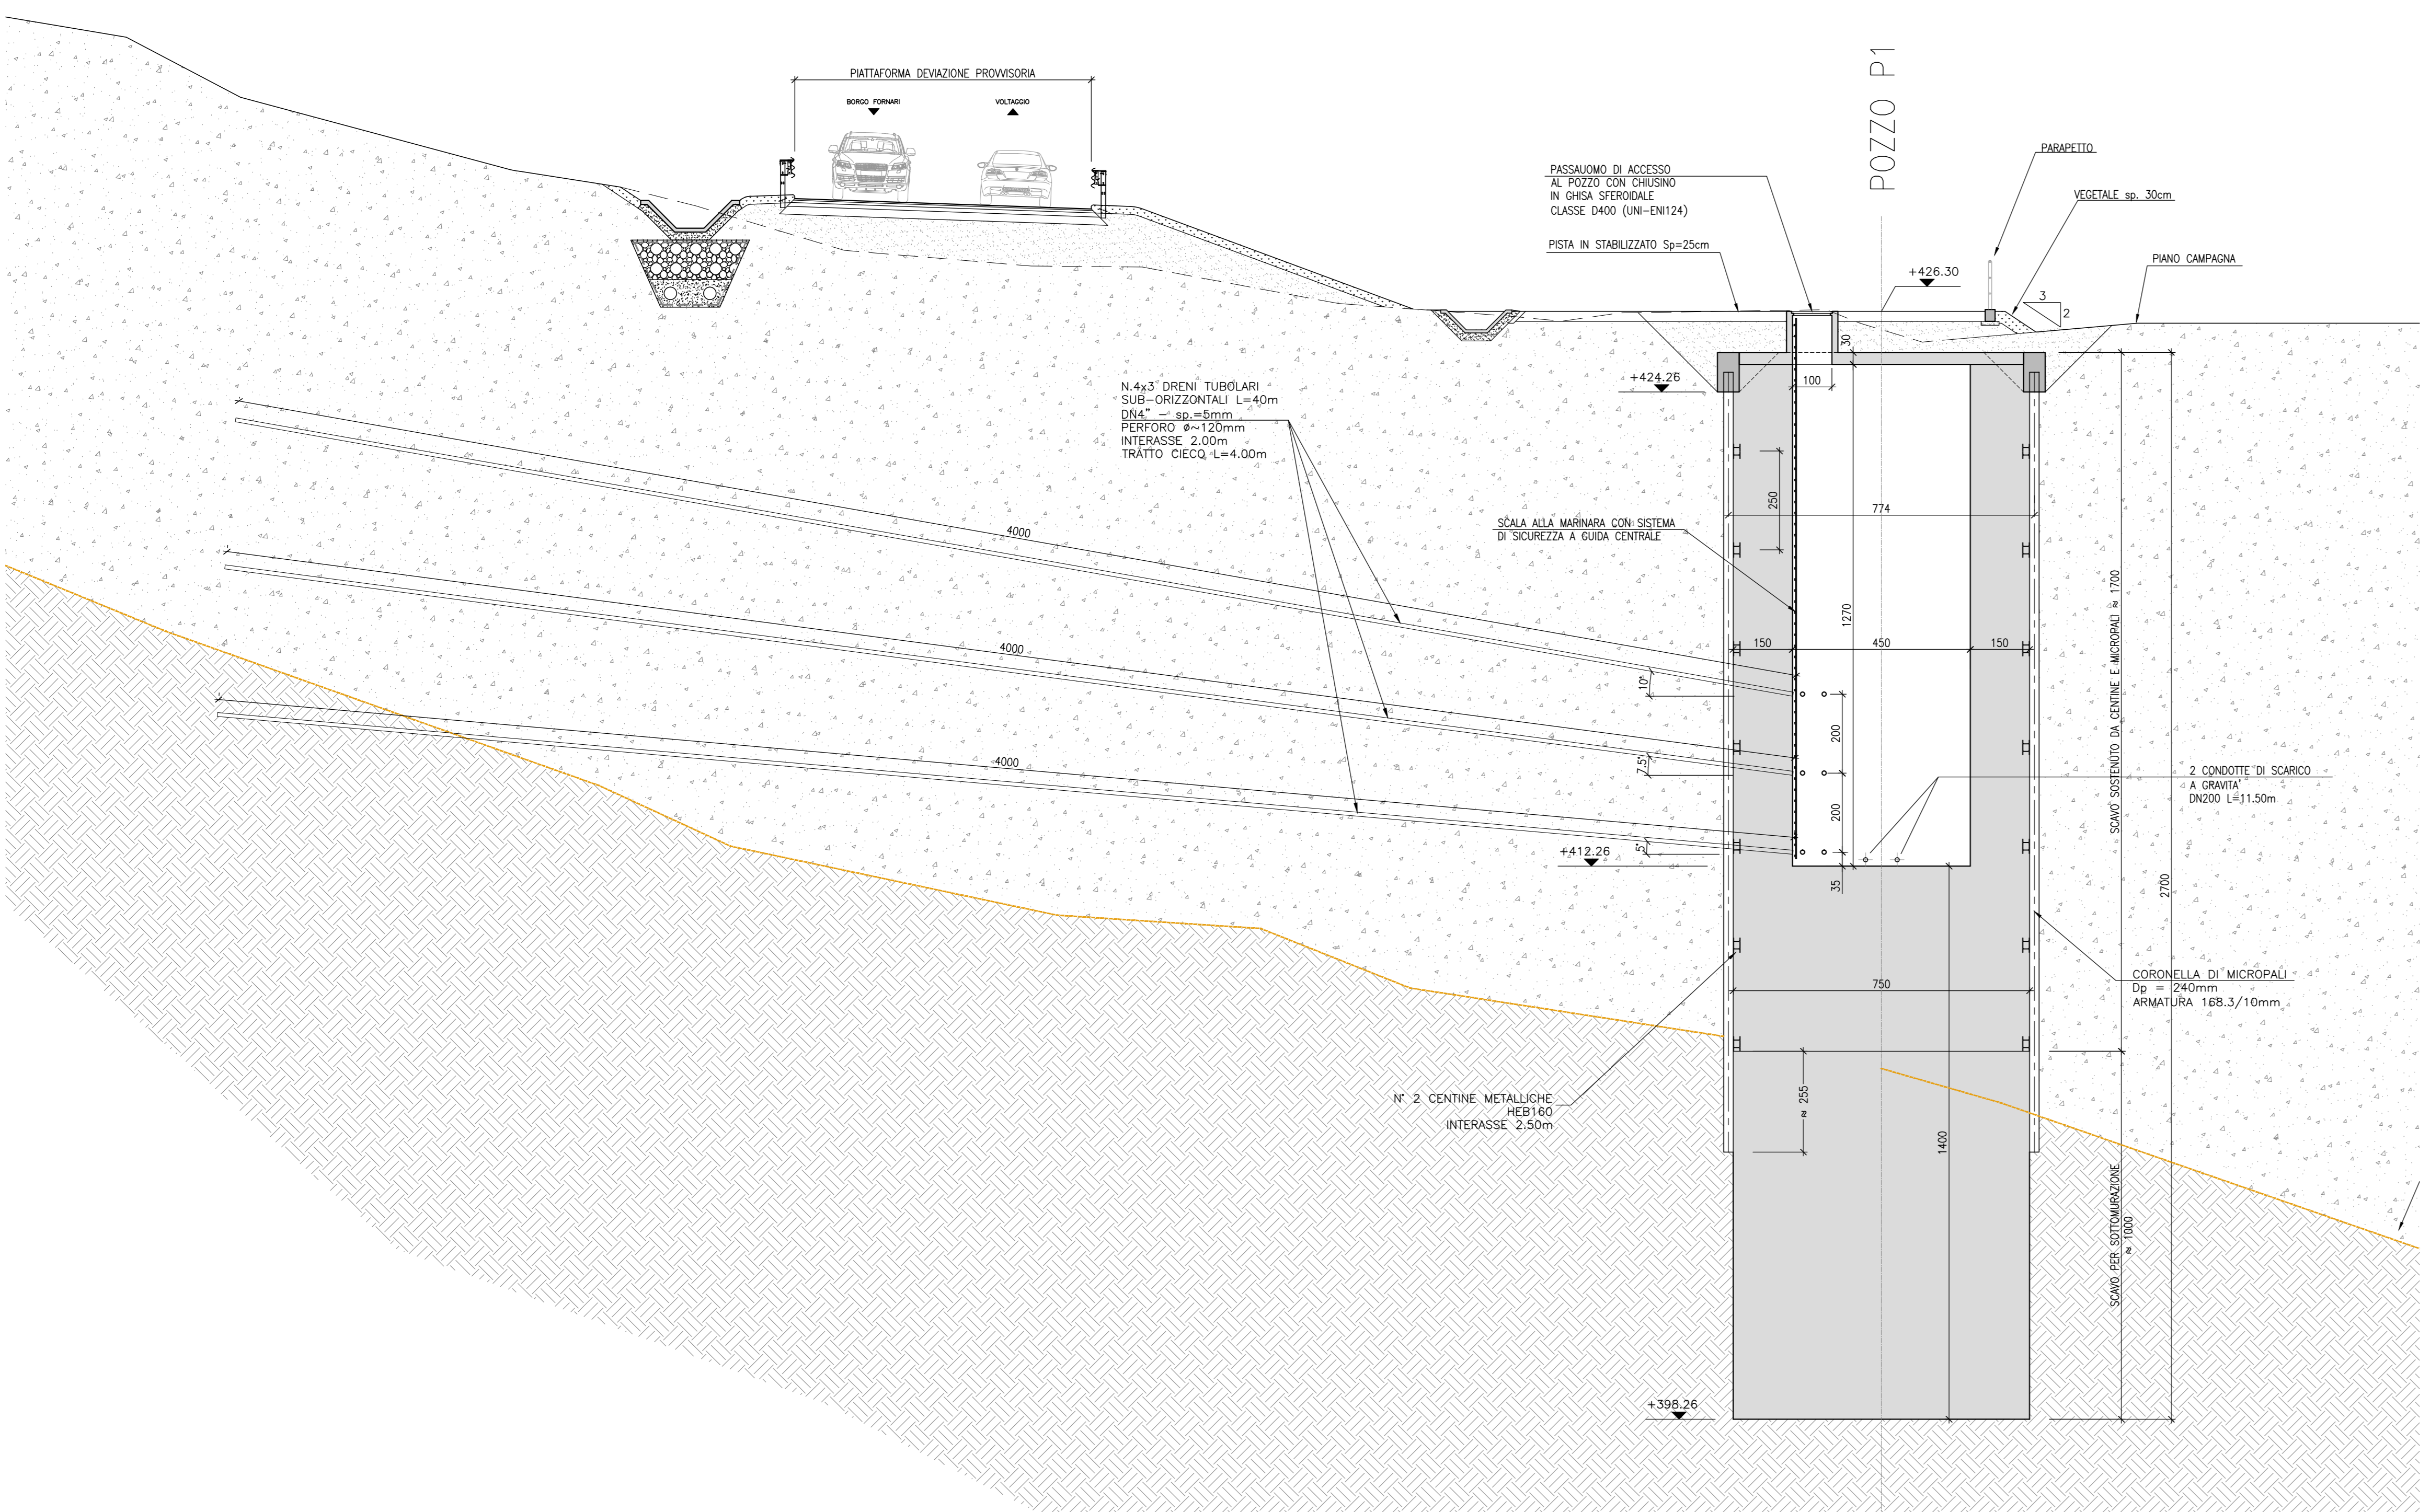 POZZO P1
PIATTAFORMA DEVIAZIONE PROVVISORIA
BORGO FORNARI
VOLTAGGIO
PARAPETTO
PASSAUOMO DI ACCESSO
AL POZZO CON CHIUSINO
IN GHISA SFEROIDALE
CLASSE D400 (UNI-ENI124)
VEGETALE sp. 30cm
PISTA IN STABILIZZATO Sp=25cm
PIANO CAMPAGNA
+426.30
3
2
30
+424.26
100
N.4x3 DRENI TUBOLARI
SUB-ORIZZONTALI L=40m
DN4" - sp.=5mm
PERFORO ø~120mm
INTERASSE 2.00m
TRATTO CIECO L=4.00m
250
774
4000
SCALA ALLA MARINARA CON SISTEMA
DI SICUREZZA A GUIDA CENTRALE
SCAVO SOSTENUTO DA CENTINE E MICROPALI ≈ 1700
1270
4000
150
450
150
10°
200
4000
7.5°
200
2 CONDOTTE DI SCARICO
A GRAVITA'
DN200 L=11.50m
5°
+412.26
35
2700
CORONELLA DI MICROPALI
Dp = 240mm
ARMATURA 168.3/10mm
750
N° 2 CENTINE METALLICHE
HEB160
INTERASSE 2.50m
≈ 255
1400
SCAVO PER SOTTOMURAZIONE
≈ 1000
+398.26